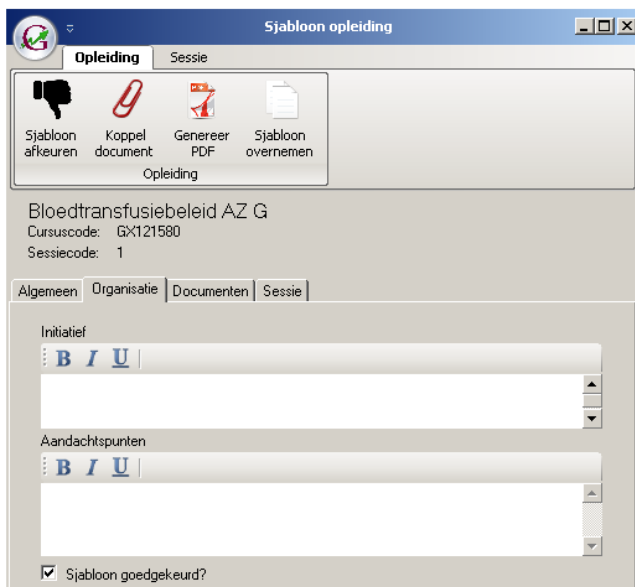 Sjabloon opleiding
Opleiding Sessie
Sjabloon afkeuren
Koppel document
Genereer PDF
Sjabloon overnemen
Opleiding
Bloedtransfusiebeleid AZ G
Cursuscode: GX121580
Sessiecode: 1
Algemeen Organisatie Documenten Sessie
Initiatief
B I U
Aandachtspunten
B I U
Sjabloon goedgekeurd?